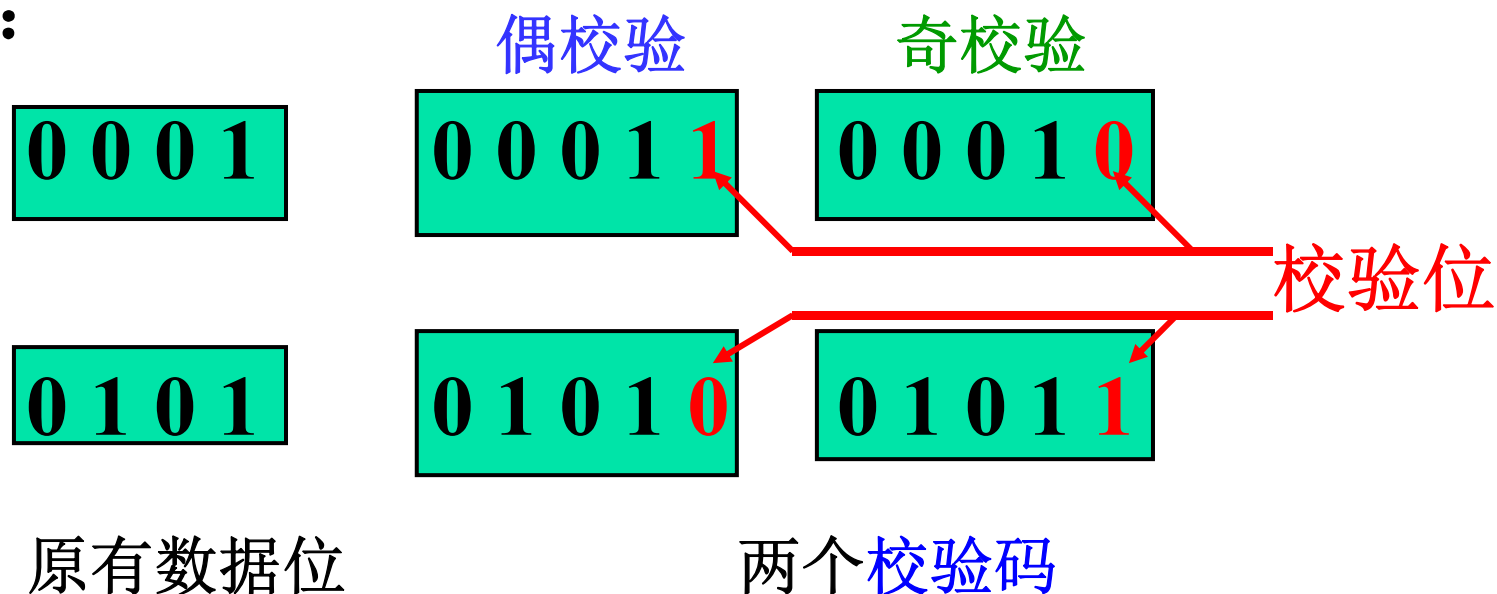 :
偶校验 奇校验
0 0 0 1 0 0 0 1 1 0 0 0 1 0
校验位
0 1 0 1 0 1 0 1 0 0 1 0 1 1
原有数据位 两个校验码